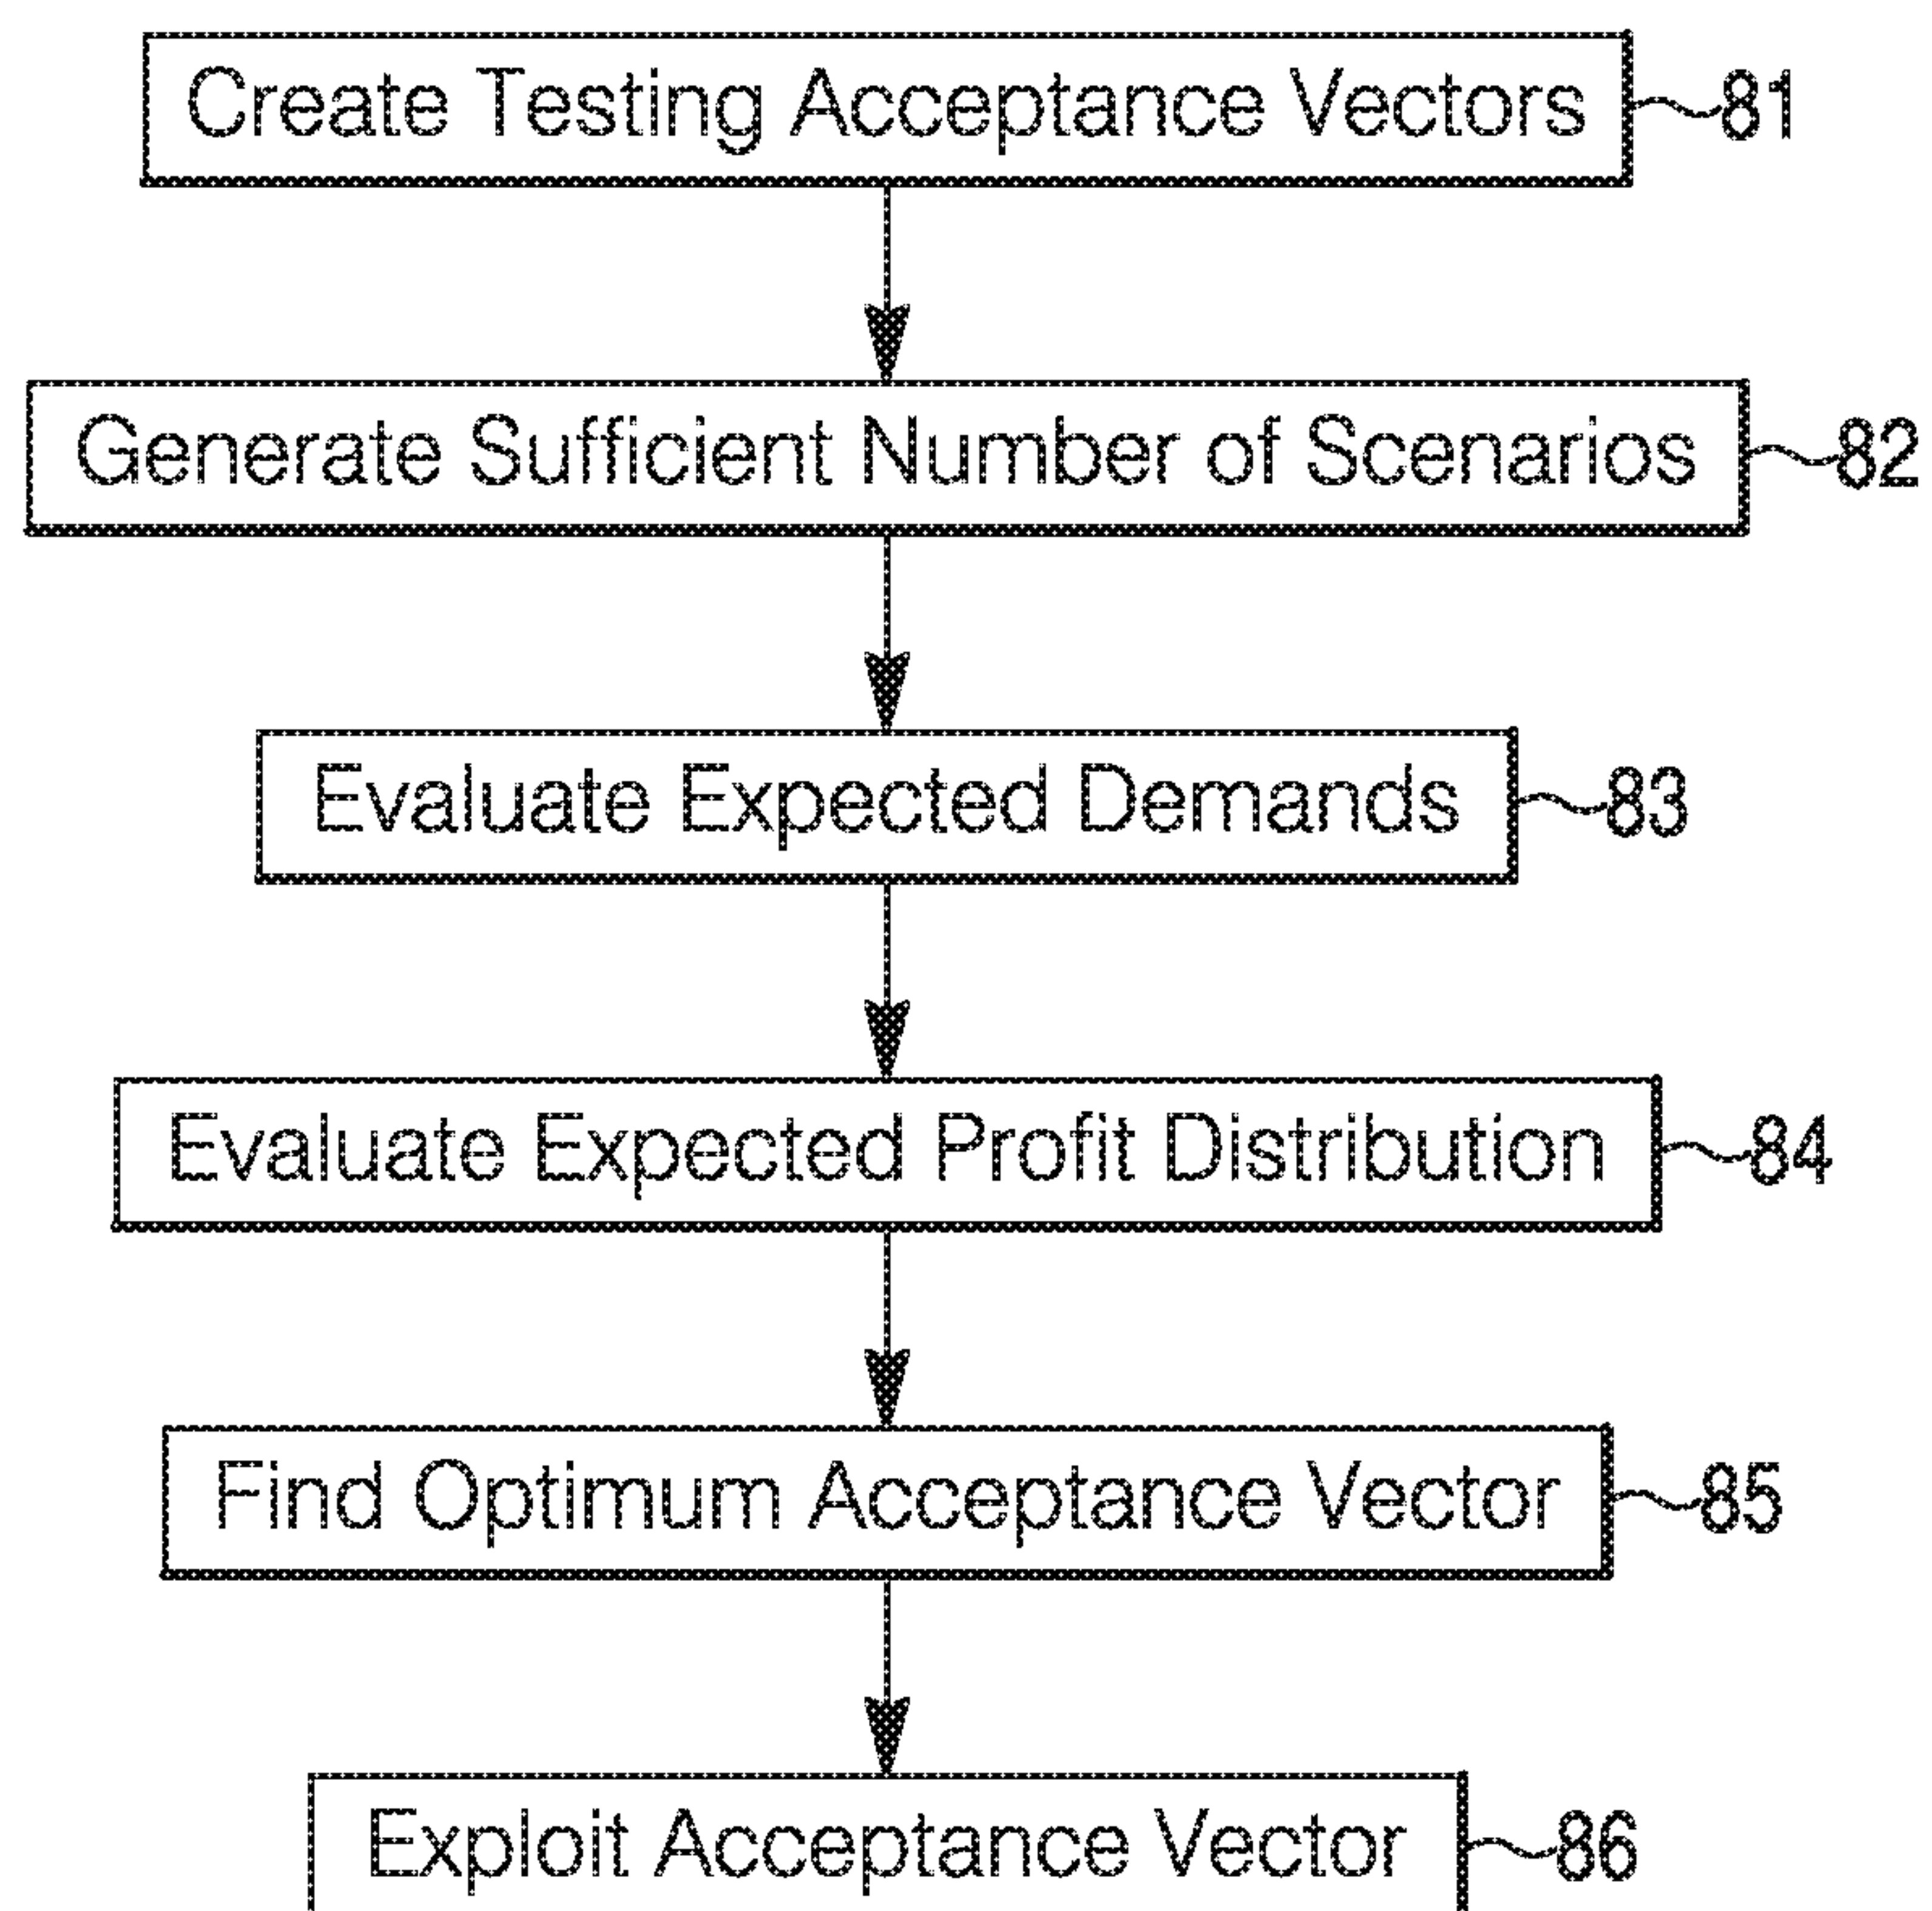 Create Testing Acceptance Vectors 81
Generate Sufficient Number of Scenarios 82
Evaluate Expected Demands 83
Evaluate Expected Profit Distribution 84
Find Optimum Acceptance Vector 85
Exploit Acceptance Vector 86